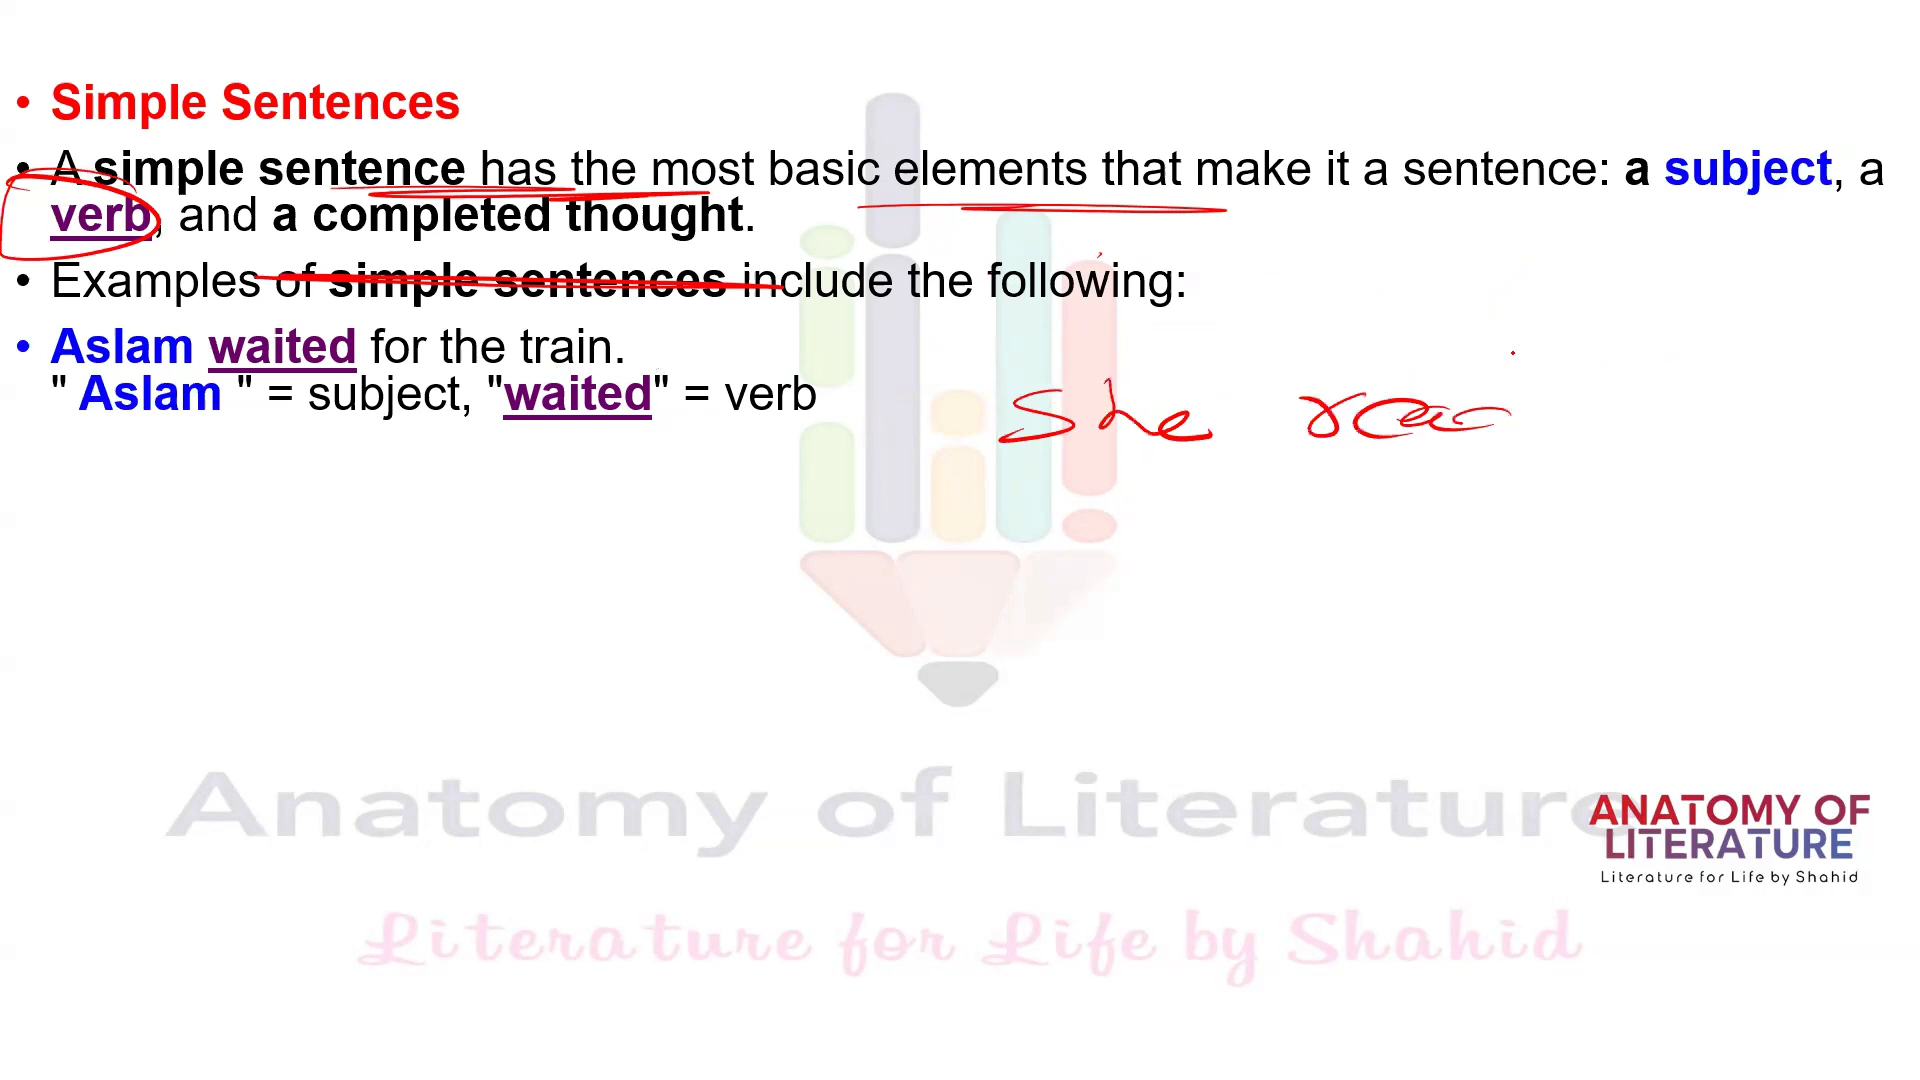 • Simple Sentences
• A simple sentence has the most basic elements that make it a sentence: a subject, a
verb, and a completed thought.
• Examples of simple sentences include the following:
• Aslam waited for the train.
" Aslam " = subject, "waited" = verb
She
Anatomy of Literature
ANATOMY OF
LITERATURE
Literature for Life by Shahid
Literature for Life by Shahid